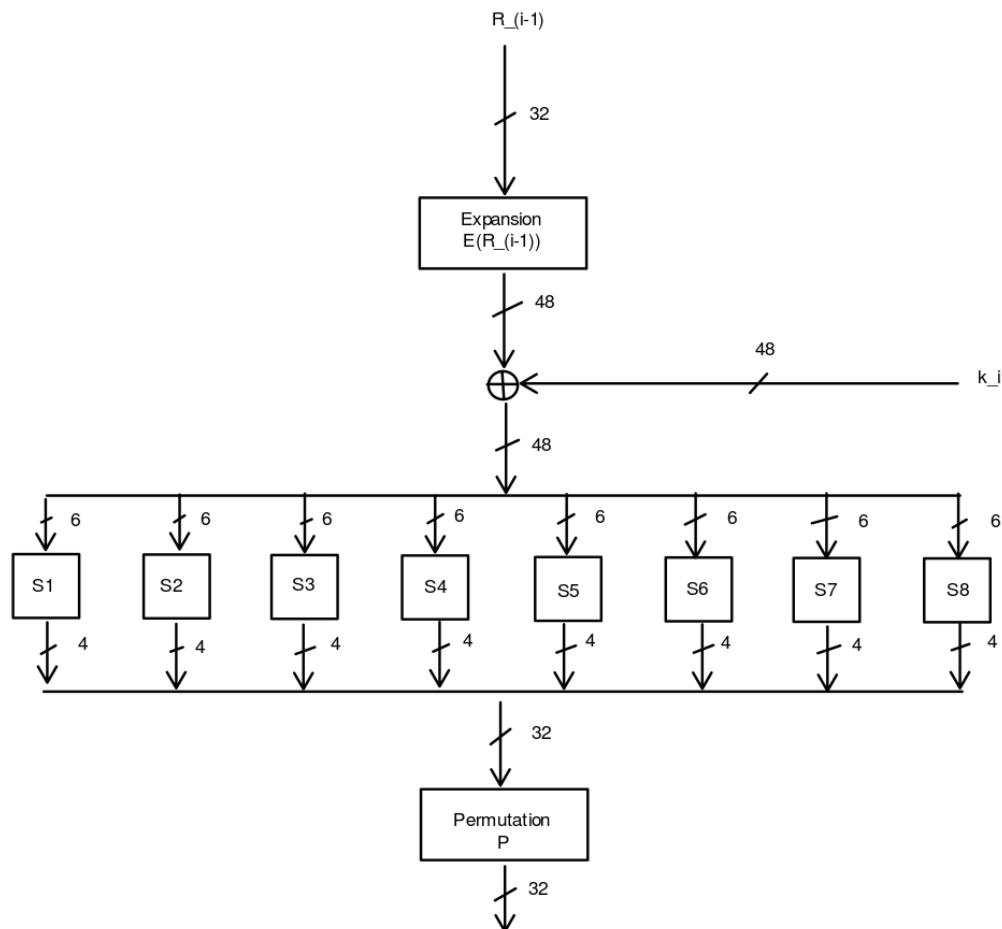 R_(i-1)
32
Expansion
E(R_(i-1))
48
48
k_i
48
6 6 6 6 6 6 6 6
S1 S2 S3 S4 S5 S6 S7 S8
4 4 4 4 4 4 4 4
32
Permutation
P
32